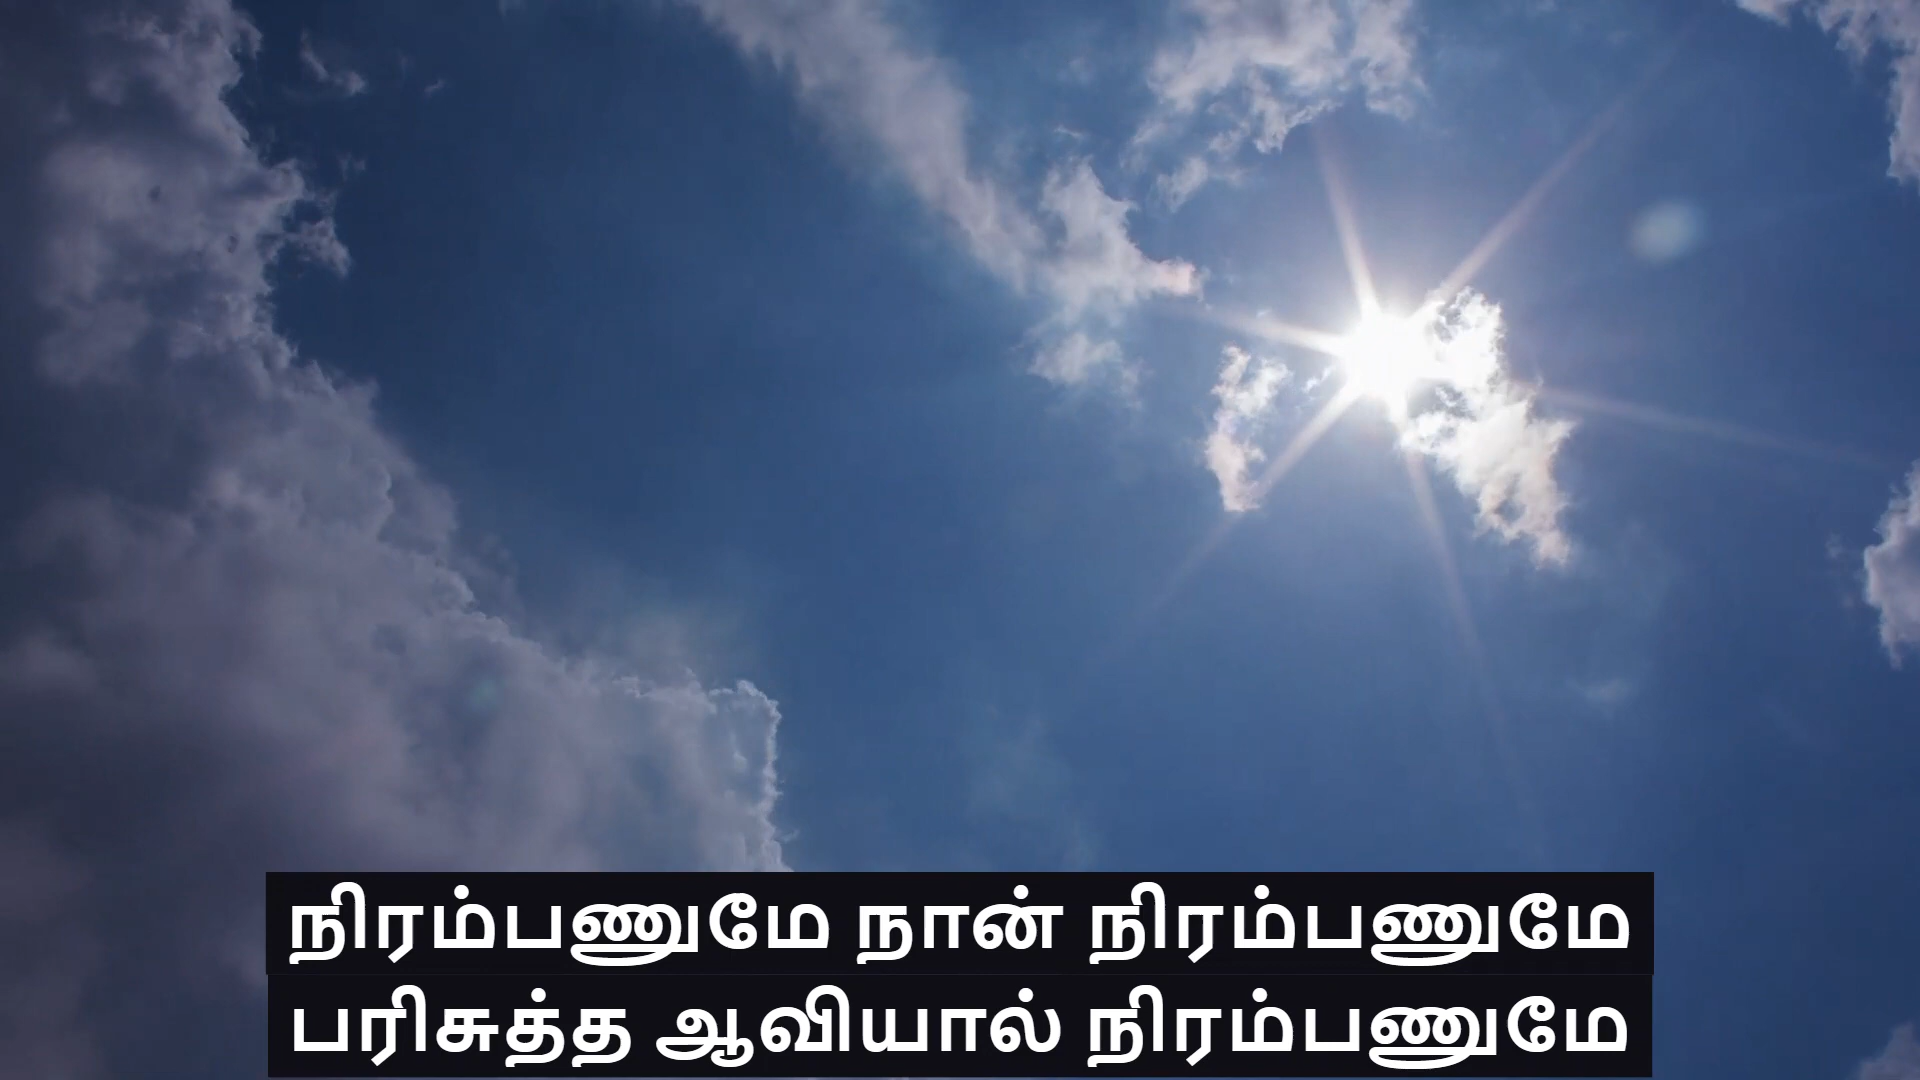 நிரம்பணுமே நான் நிரம்பணுமே
பரிசுத்த ஆவியால் நிரம்பணுமே